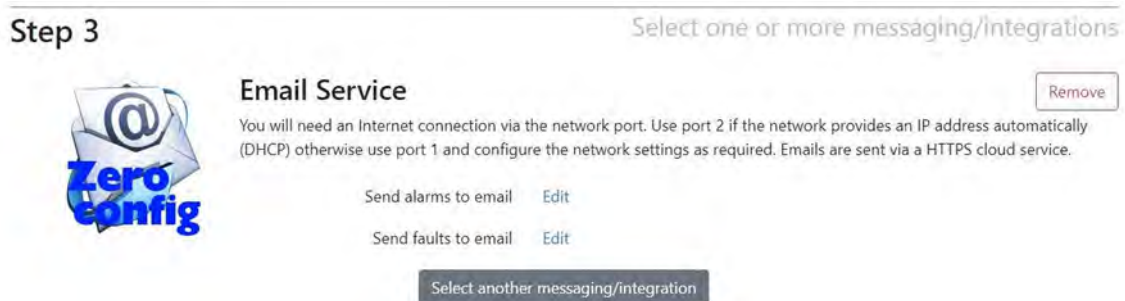 Step 3
Select one or more messaging/integrations
Email Service
Remove
You will need an Internet connection via the network port. Use port 2 if the network provides an IP address automatically
(DHCP) otherwise use port 1 and configure the network settings as required. Emails are sent via a HTTPS cloud service.
@
Zero
config
Send alarms to email Edit
Send faults to email Edit
Select another messaging/integration